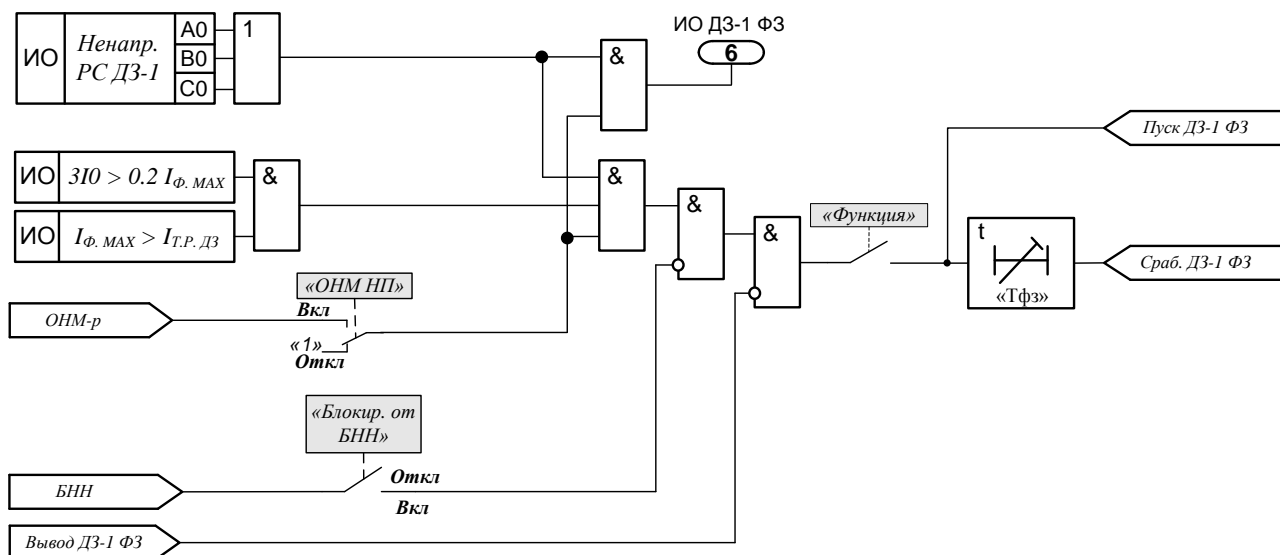 ИО ДЗ-1 ФЗ
6
ИО
Ненапр.
РС ДЗ-1
A0
B0
C0
1
&
Пуск ДЗ-1 ФЗ
ИО
3I0 > 0.2 IФ. MAX
&
&
ИО
IФ. MAX > IТ.Р. ДЗ
&
&
«Функция»
t
«Тфз»
Сраб. ДЗ-1 ФЗ
«ОНМ НП»
Вкл
ОНМ-р
«1»
Откл
«Блокир. от
БНН»
Откл
БНН
Вкл
Вывод ДЗ-1 ФЗ